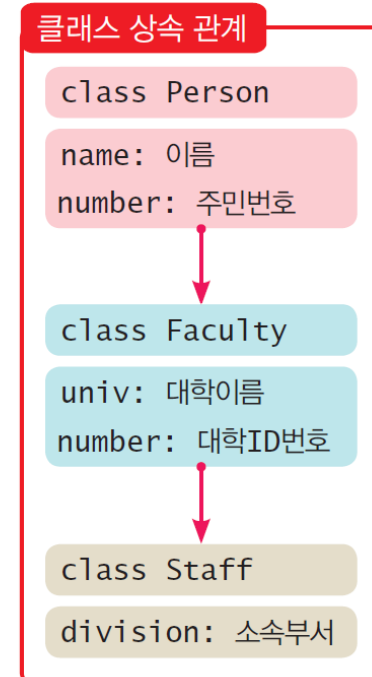 클래스 상속 관계
class Person
name: 이름
number: 주민번호
class Faculty
univ: 대학이름
number: 대학ID번호
class Staff
division: 소속부서